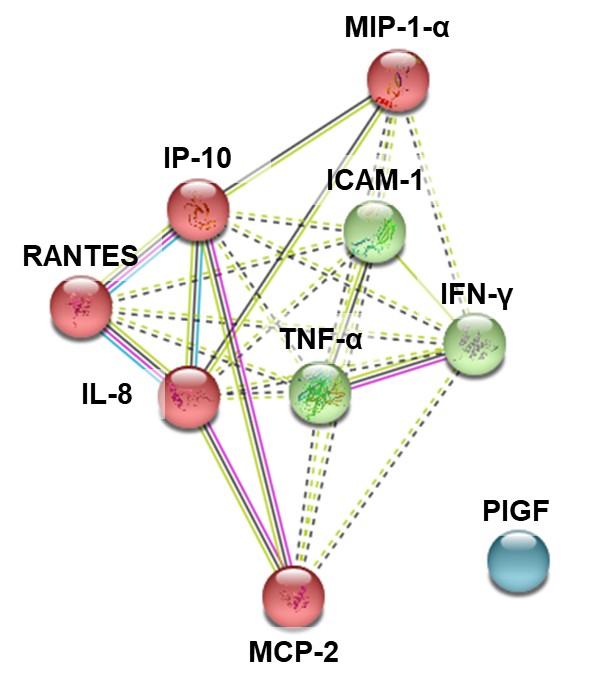 MIP-1-α
IP-10
ICAM-1
RANTES
IFN-γ
TNF-α
IL-8
PIGF
MCP-2